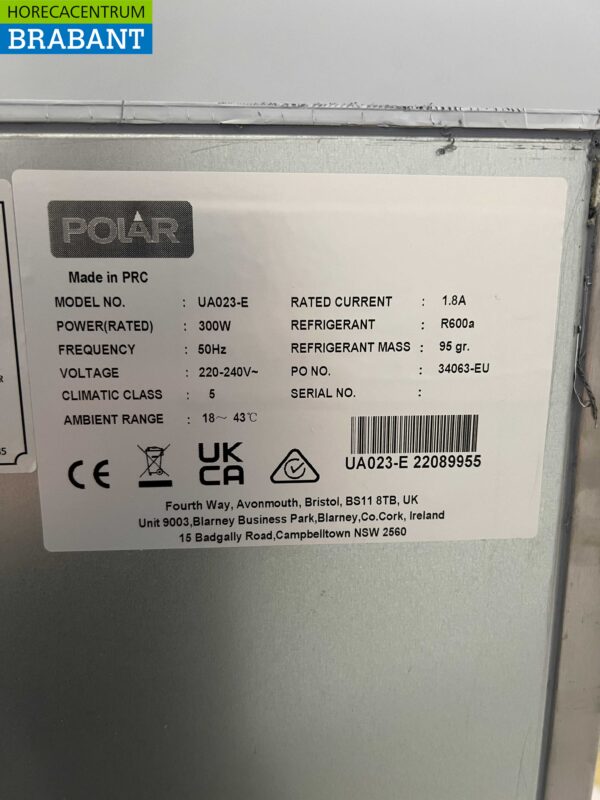 HORECACENTRUM
BRABANT
POLAR
Made in PRC
MODEL NO. : UA023-E
POWER(RATED) : 300W
FREQUENCY : 50Hz
VOLTAGE : 220-240V~
CLIMATIC CLASS : 5
AMBIENT RANGE : 18～ 43℃
RATED CURRENT : 1.8A
REFRIGERANT : R600a
REFRIGERANT MASS : 95 gr.
PO NO. : 34063-EU
SERIAL NO. :
CE
UK
CA
UA023-E 22089955
Fourth Way, Avonmouth, Bristol, BS11 8TB, UK
Unit 9003,Blarney Business Park,Blarney,Co.Cork, Ireland
15 Badgally Road,Campbelltown NSW 2560